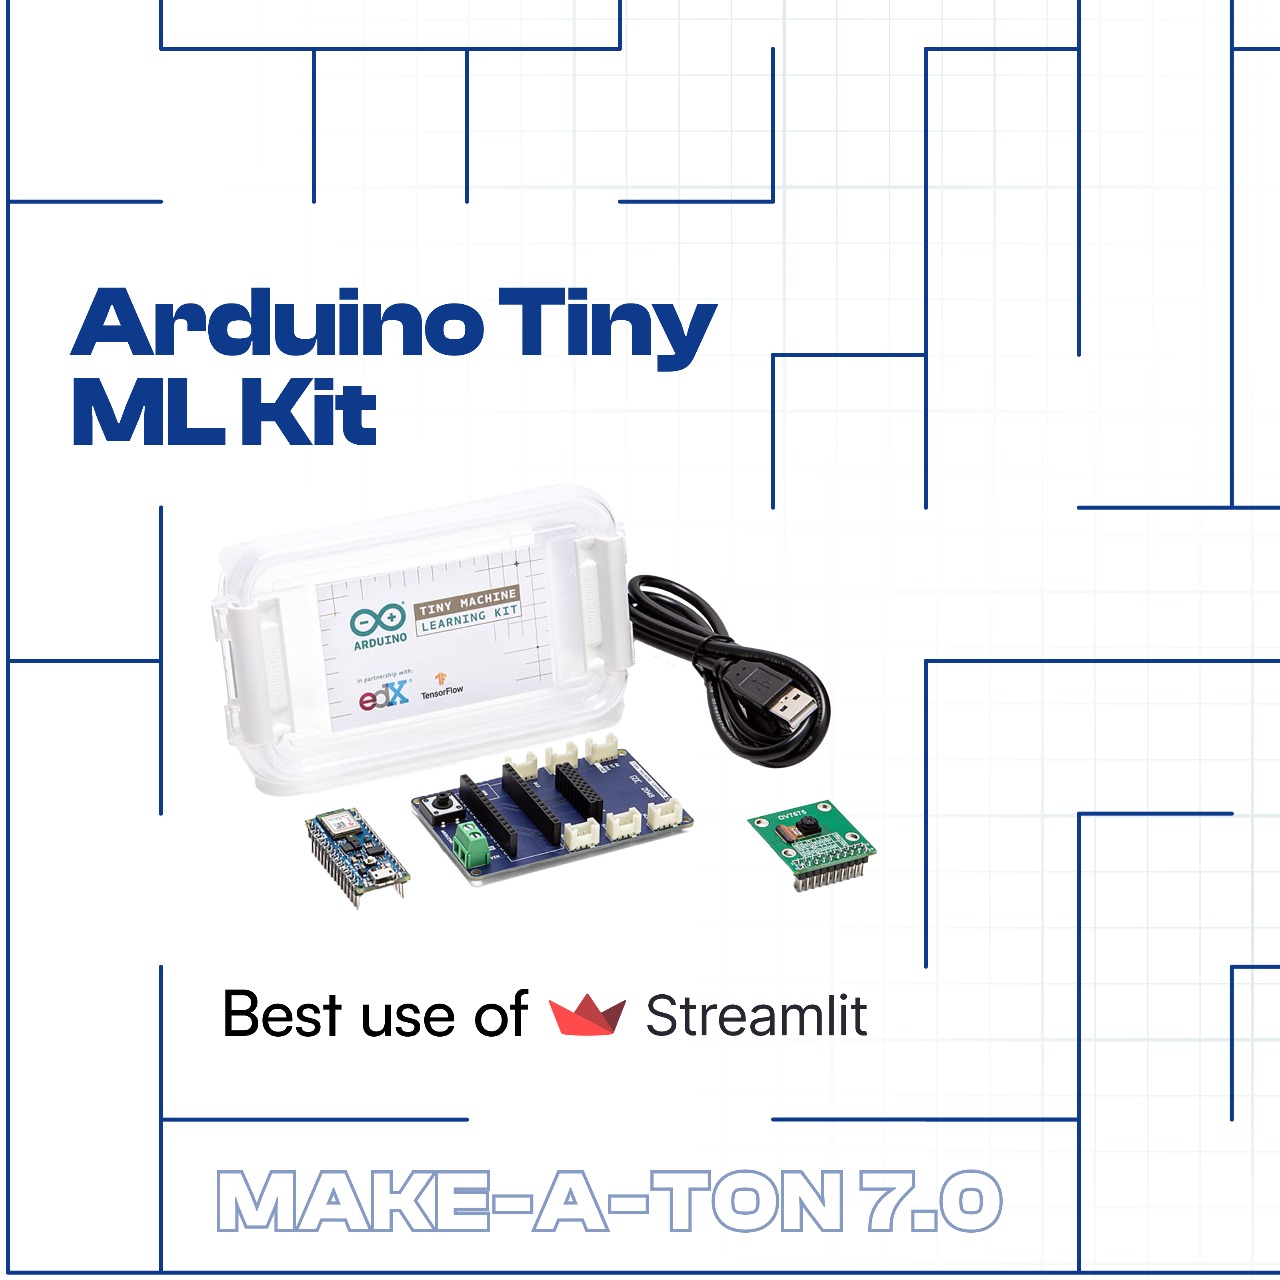 Arduino Tiny
ML Kit
ARDUINO
TINY MACHINE
LEARNING KIT
in partnership with:
edX
TensorFlow
OV7675
Best use of Streamlit
MAKE-A-TON 7.0